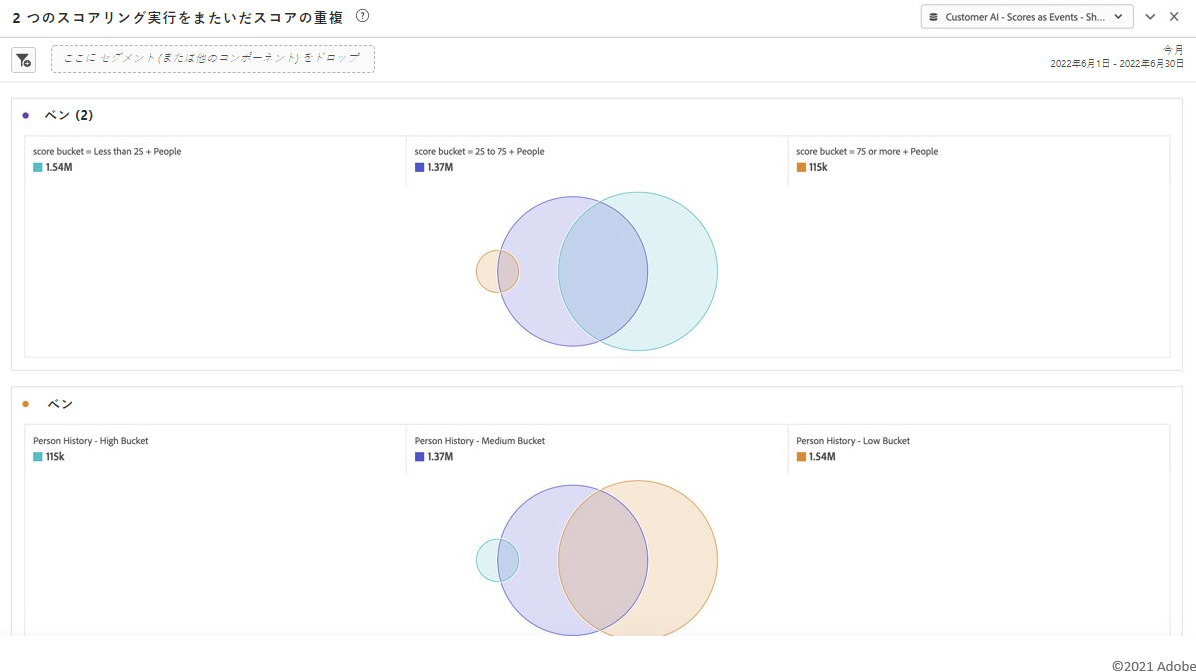 2 つのスコアリング実行をまたいだスコアの重複 ?
Customer AI - Scores as Events - Sh...
ここに セグメント (または他のコンポーネント) をドロップ
今月
2022年6月1日 - 2022年6月30日
ベン (2)
score bucket = Less than 25 + People
1.54M
score bucket = 25 to 75 + People
1.37M
score bucket = 75 or more + People
115k
ベン
Person History - High Bucket
115k
Person History - Medium Bucket
1.37M
Person History - Low Bucket
1.54M
©2021 Adobe